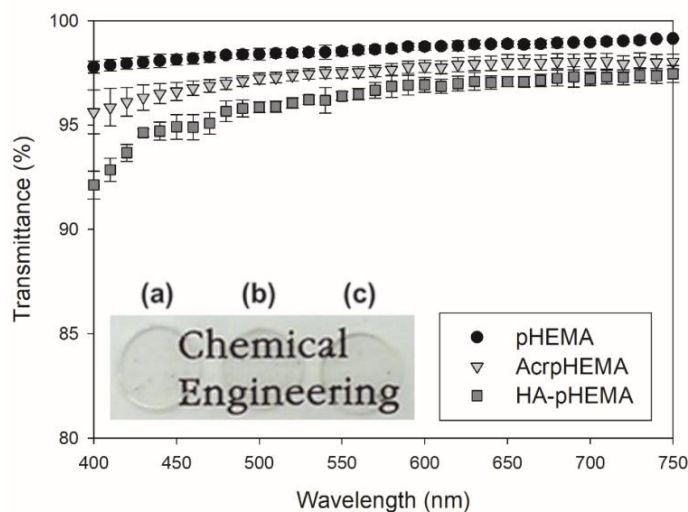 100
95
90
85
80
Transmittance (%)
(a) (b) (c)
Chemical
Engineering
pHEMA
AcrpHEMA
HA-pHEMA
400 450 500 550 600 650 700 750
Wavelength (nm)